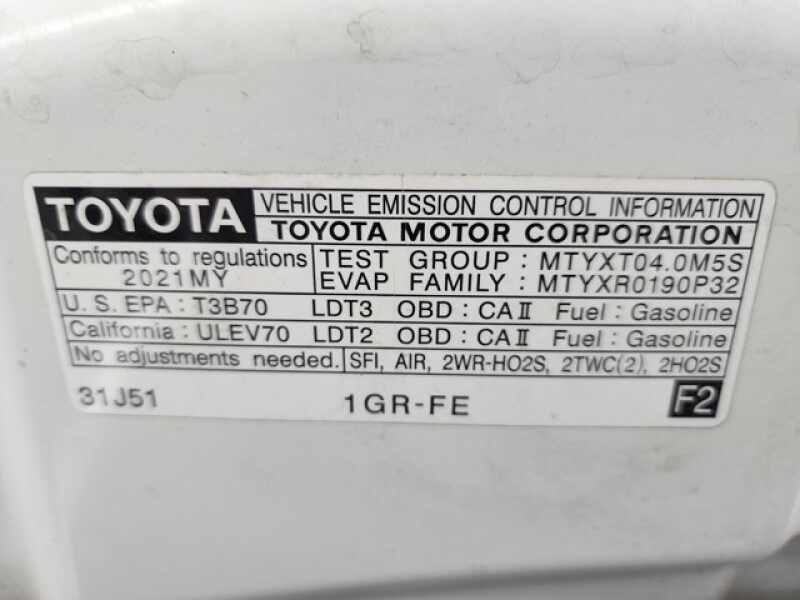 TOYOTA
VEHICLE EMISSION CONTROL INFORMATION
TOYOTA MOTOR CORPORATION
Conforms to regulations
2021MY
TEST GROUP : MTYXT04.0M5S
EVAP FAMILY : MTYXR0190P32
U. S. EPA : T3B70 LDT3 OBD : CAⅡ Fuel : Gasoline
California : ULEV70 LDT2 OBD : CAⅡ Fuel : Gasoline
No adjustments needed. SFI, AIR, 2WR-HO2S, 2TWC(2), 2HO2S
31J51 1GR-FE F2